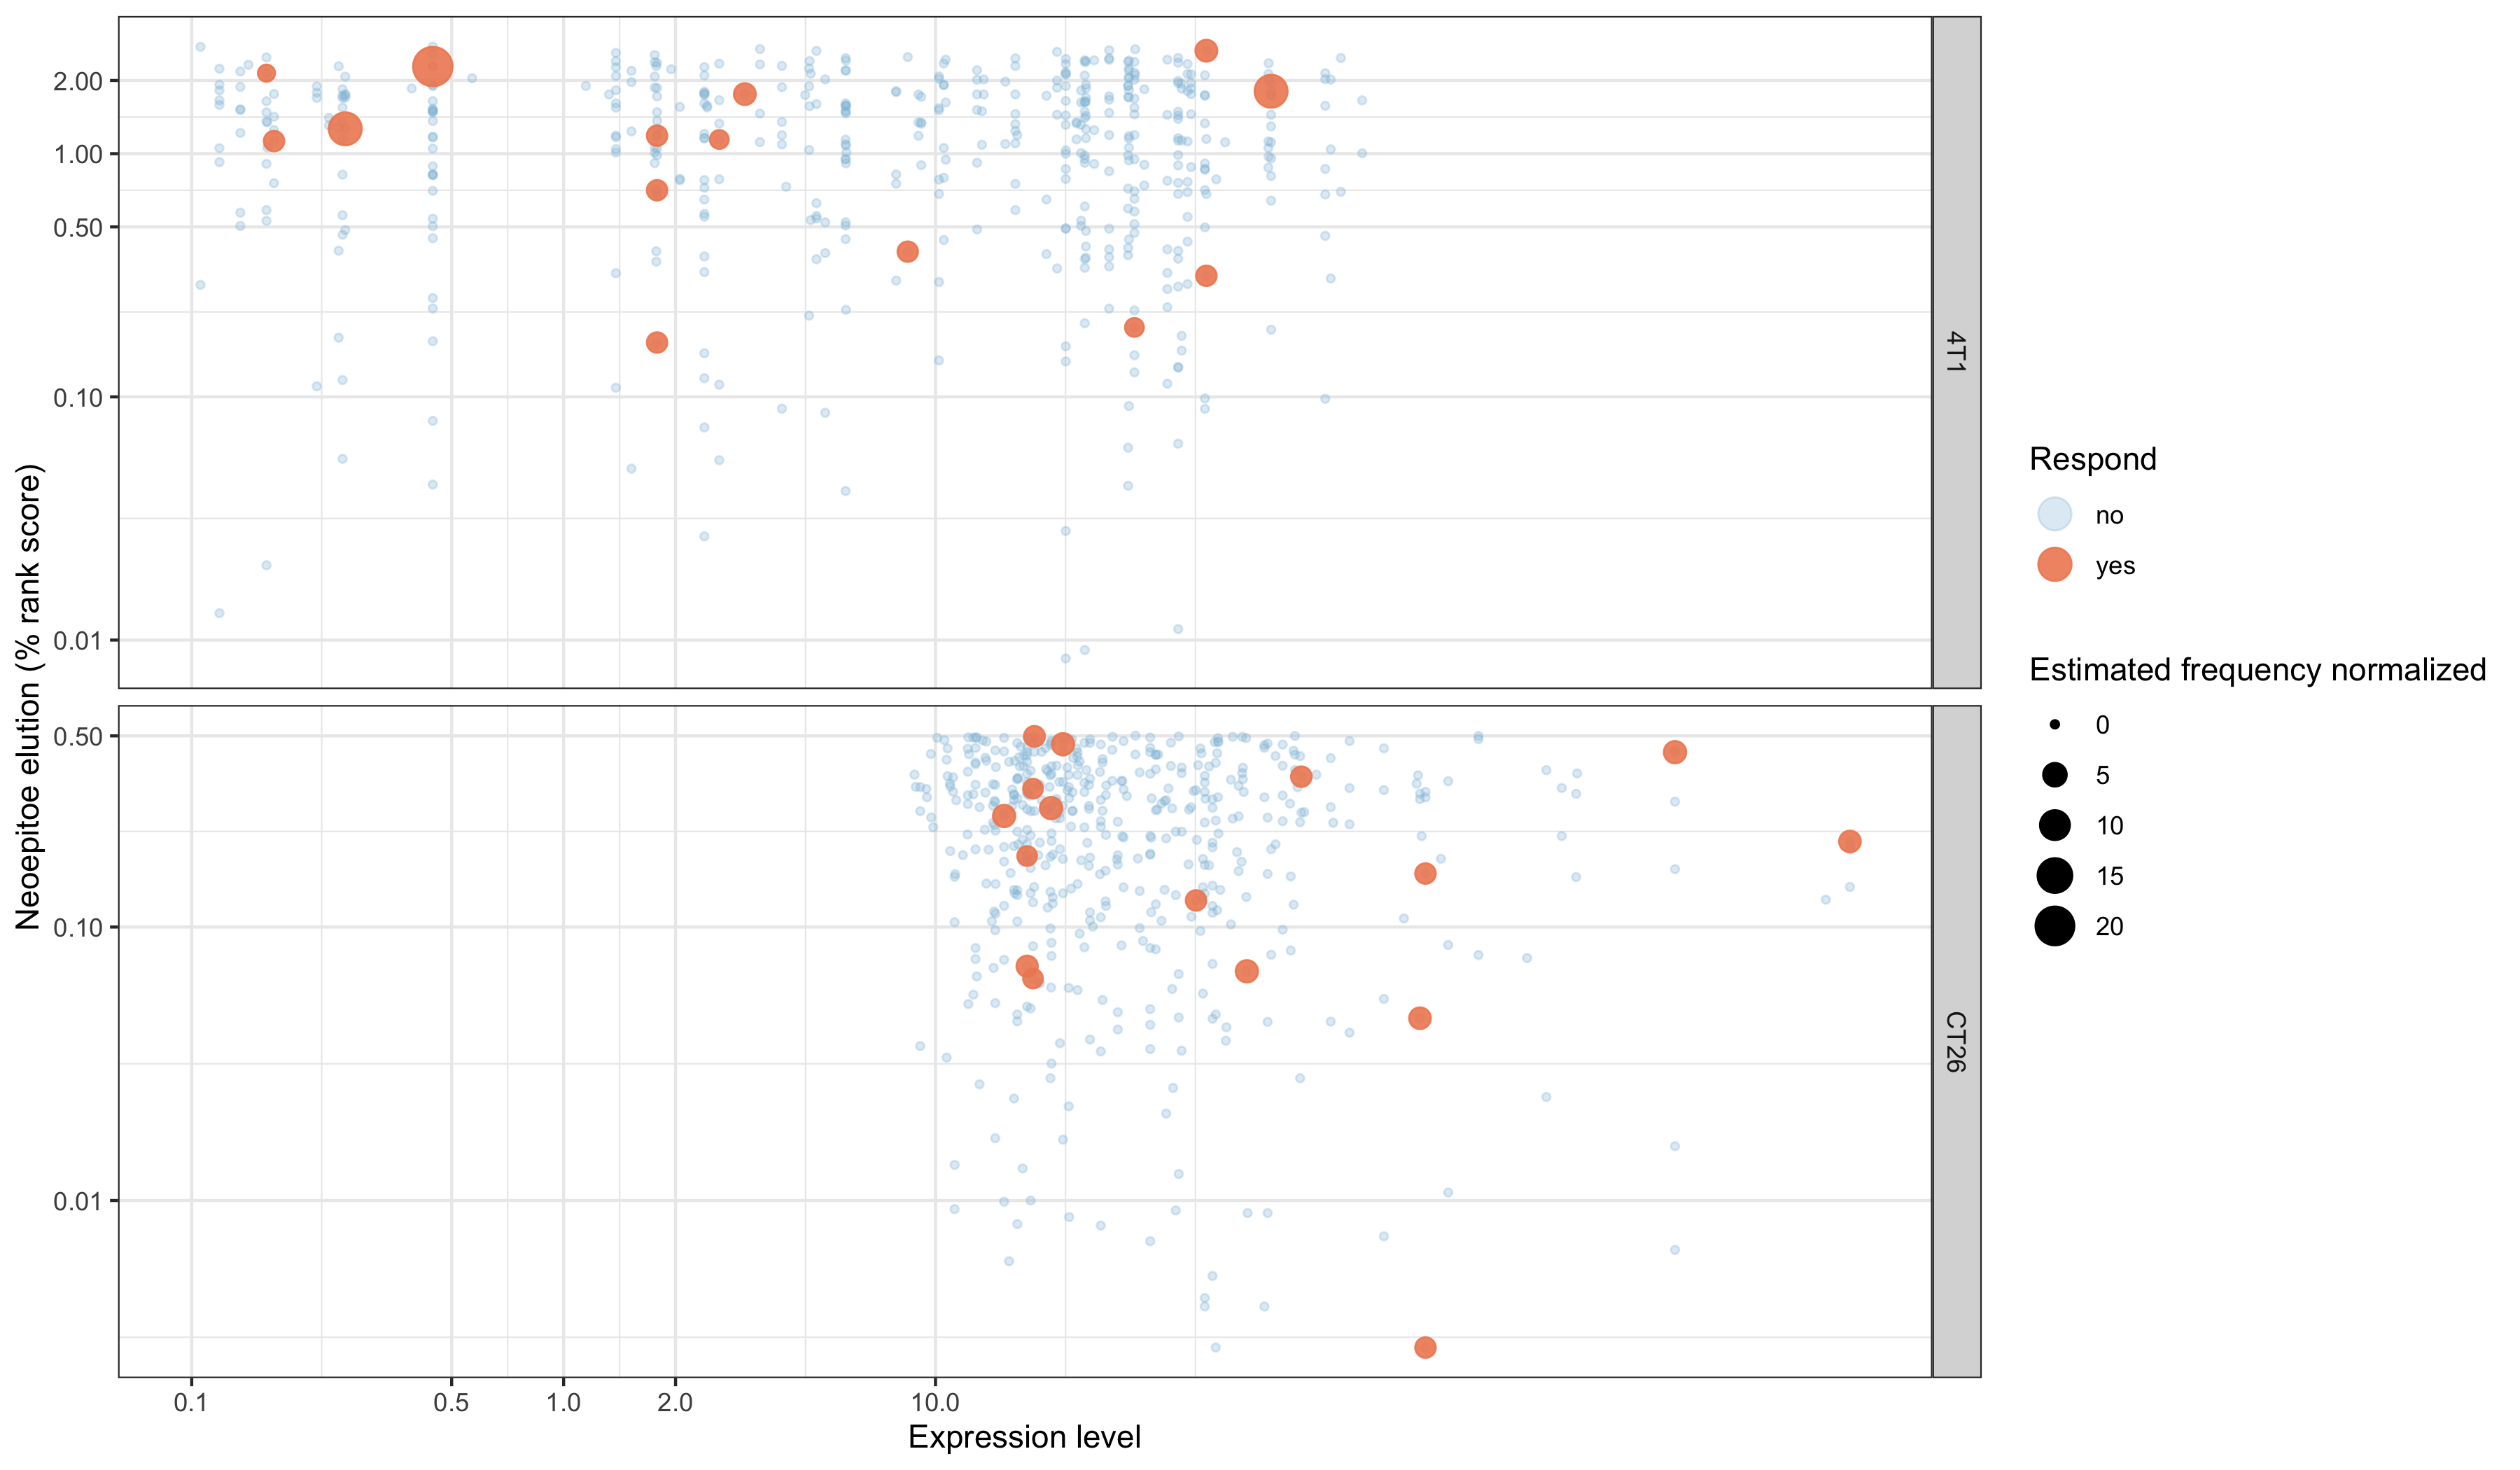 Neoepitoe elution (% rank score)
2.00
1.00
0.50
0.10
0.01
4T1
0.50
0.10
0.01
CT26
0.1
0.5
1.0
2.0
10.0
Expression level
Respond
no
yes
Estimated frequency normalized
0
5
10
15
20